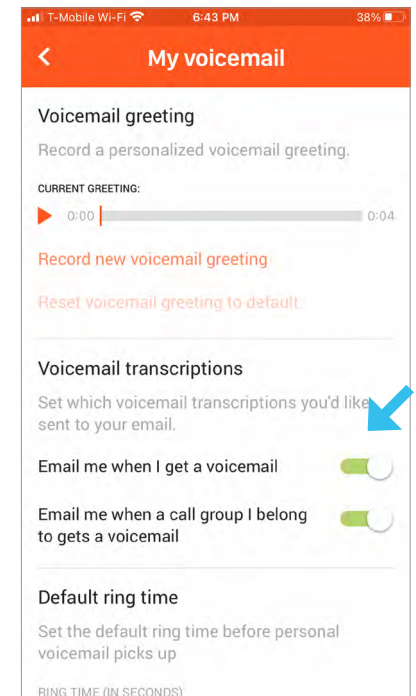 T-Mobile Wi-Fi 6:43 PM 38%
My voicemail
Voicemail greeting
Record a personalized voicemail greeting.
CURRENT GREETING:
0:00 0:04
Record new voicemail greeting
Reset voicemail greeting to default
Voicemail transcriptions
Set which voicemail transcriptions you'd like
sent to your email.
Email me when I get a voicemail
Email me when a call group I belong
to gets a voicemail
Default ring time
Set the default ring time before personal
voicemail picks up
RING TIME (IN SECONDS)